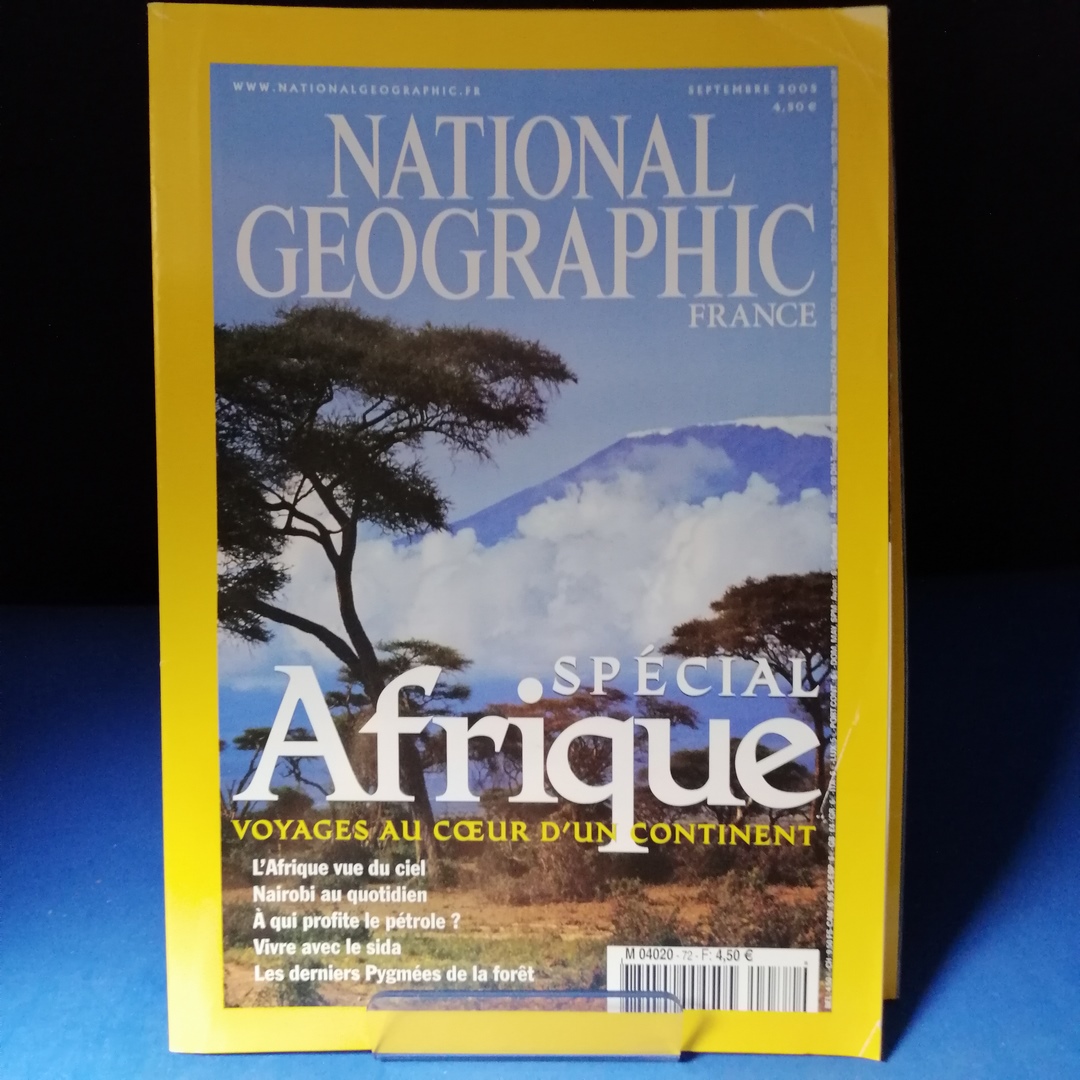 WWW.NATIONALGEOGRAPHIC.FR
SEPTEMBRE 2005
4,50 €
NATIONAL
GEOGRAPHIC
FRANCE
SPÉCIAL
Afrique
VOYAGES AU CŒUR D'UN CONTINENT
L'Afrique vue du ciel
Nairobi au quotidien
À qui profite le pétrole ?
Vivre avec le sida
Les derniers Pygmées de la forêt
M 04020 - 72 - F: 4,50 €